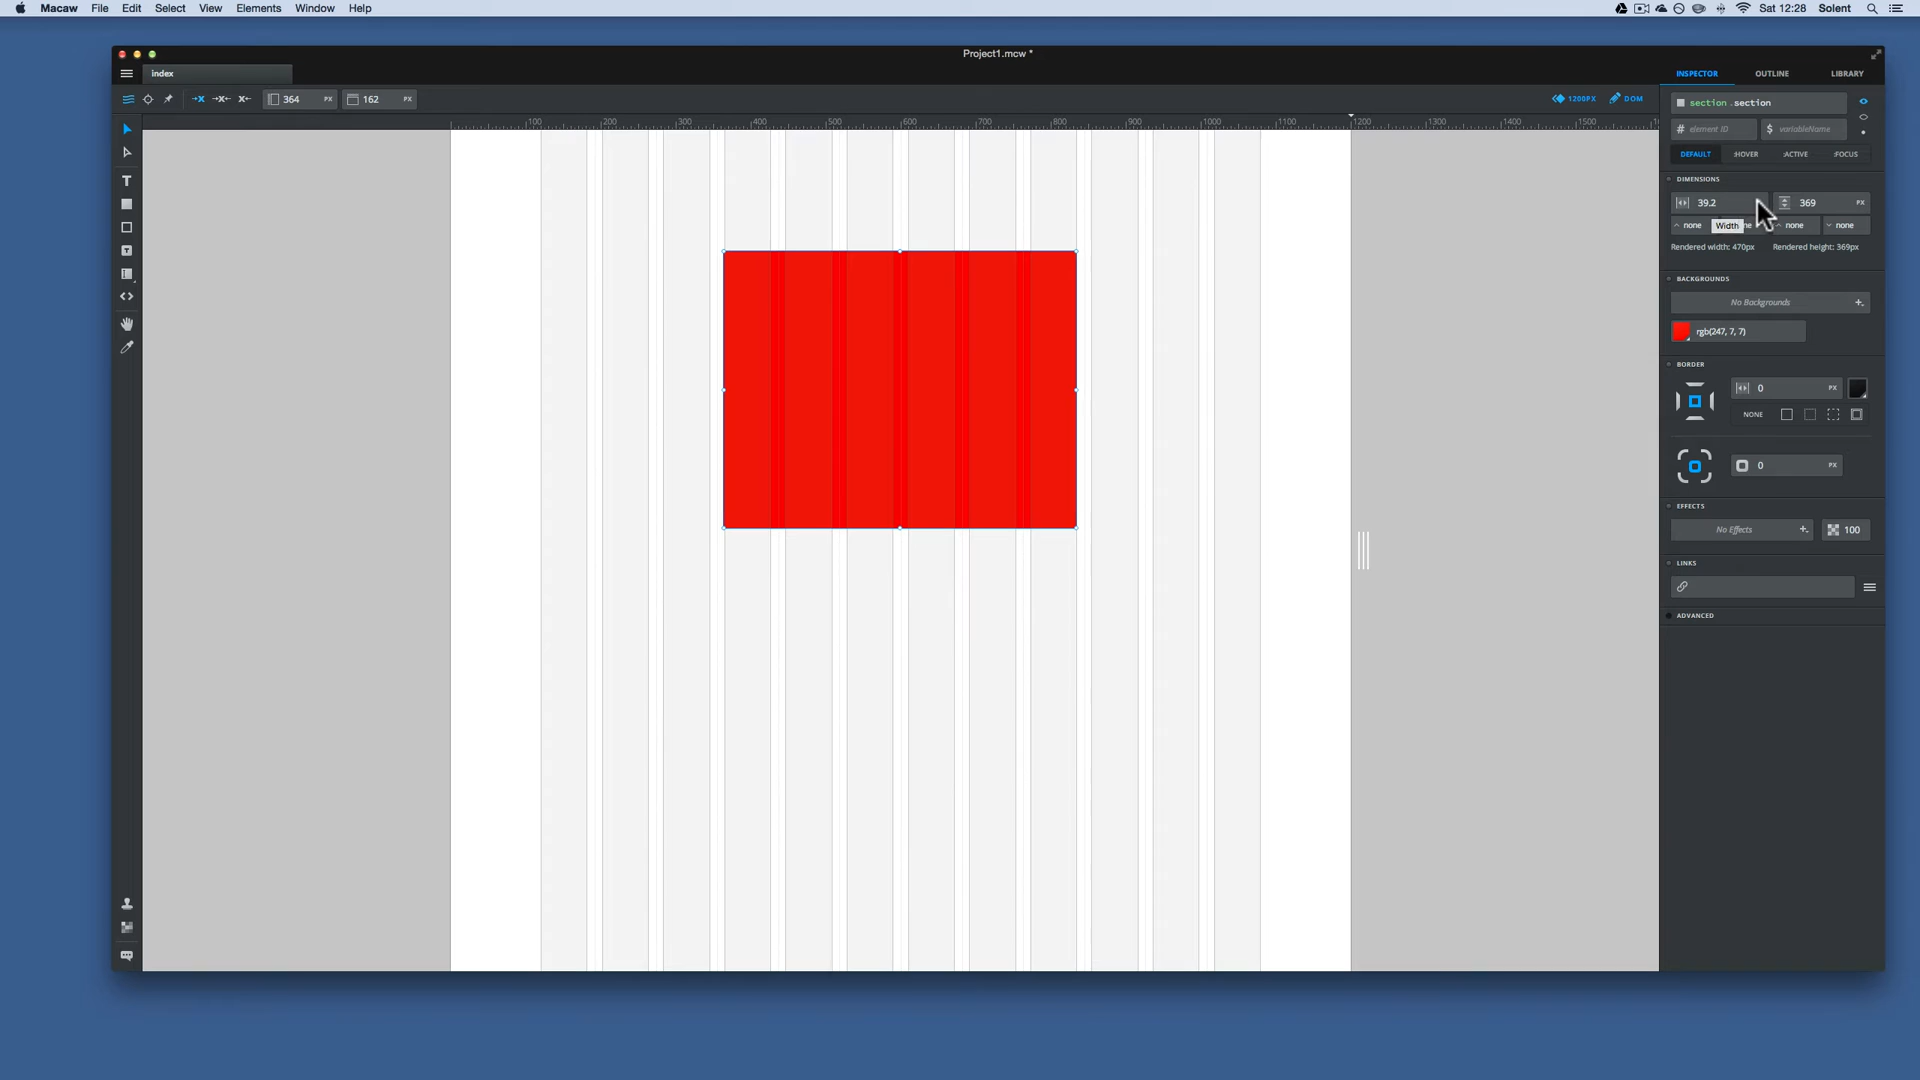 Macaw File Edit Select View Elements Window Help Sat 12:28 Solent
Project1.mcw *
index INSPECTOR OUTLINE LIBRARY
364 PX 162 PX 1200PX DOM
section .section
100 200 300 400 500 600 700 800 900 1000 1100 1200 1300 1400 1500
# element ID $ variableName
DEFAULT :HOVER :ACTIVE :FOCUS
DIMENSIONS
39.2 369 PX
none Width none none
Rendered width: 470px Rendered height: 369px
BACKGROUNDS
No Backgrounds
rgb(247, 7, 7)
BORDER
0 PX
NONE
0 PX
EFFECTS
No Effects 100
LINKS
ADVANCED